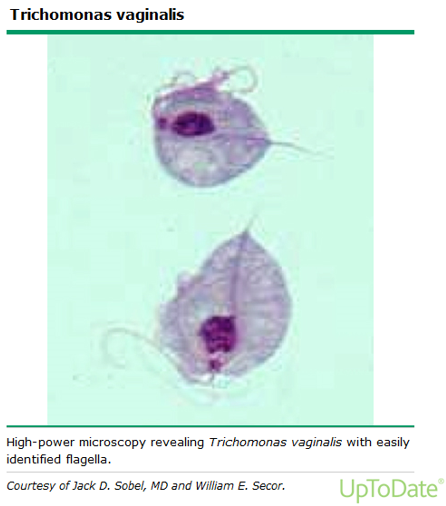 Trichomonas vaginalis
High-power microscopy revealing Trichomonas vaginalis with easily
identified flagella.
Courtesy of Jack D. Sobel, MD and William E. Secor.
UpToDate®